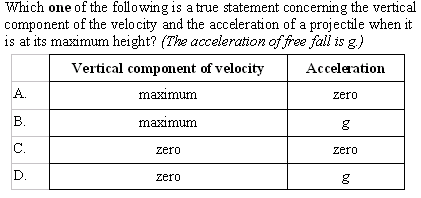 Which one of the following is a true statement concerning the vertical
component of the velocity and the acceleration of a projectile when it
is at its maximum height? (The acceleration of free fall is g.)
Vertical component of velocity Acceleration
A. maximum zero
B. maximum g
C. zero zero
D. zero g